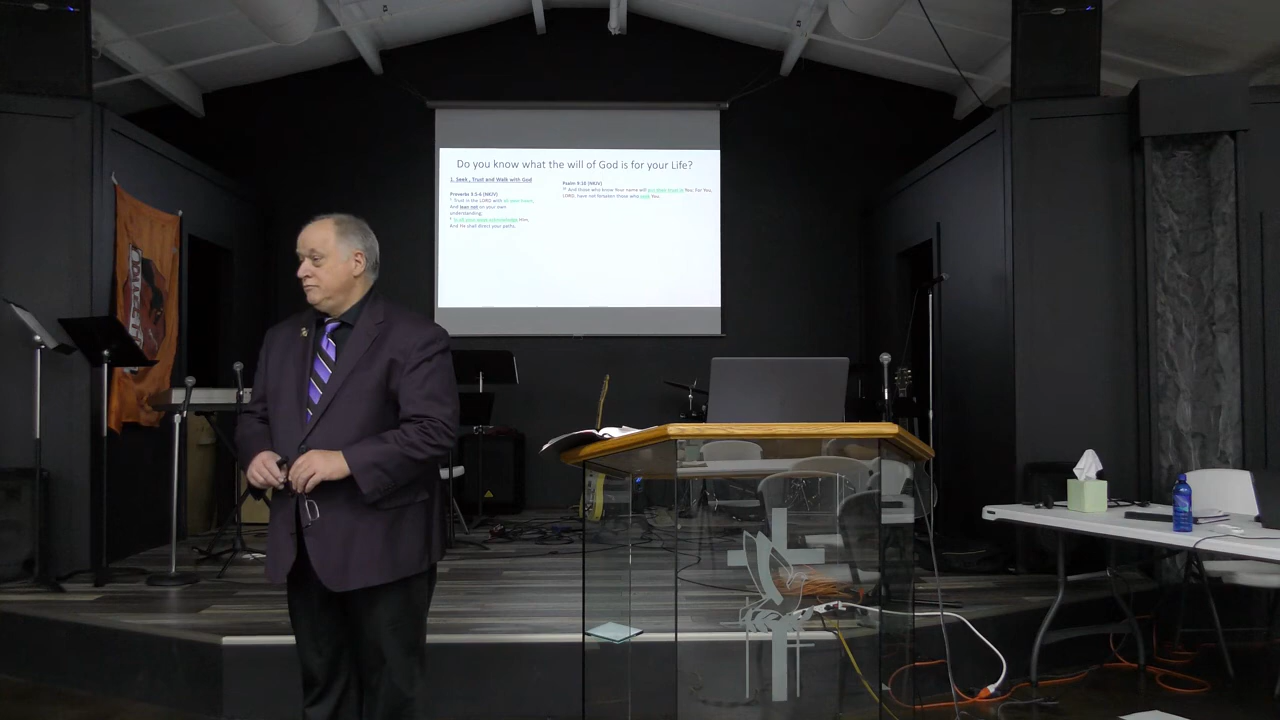 Do you know what the will of God is for your Life?
1. Seek , Trust and Walk with God
Proverbs 3:5-6 (NKJV)
5 Trust in the LORD with all your heart,
And lean not on your own
understanding;
6 In all your ways acknowledge Him,
And He shall direct your paths.
Psalm 9:10 (NKJV)
10 And those who know Your name will put their trust in You; For You,
LORD, have not forsaken those who seek You.